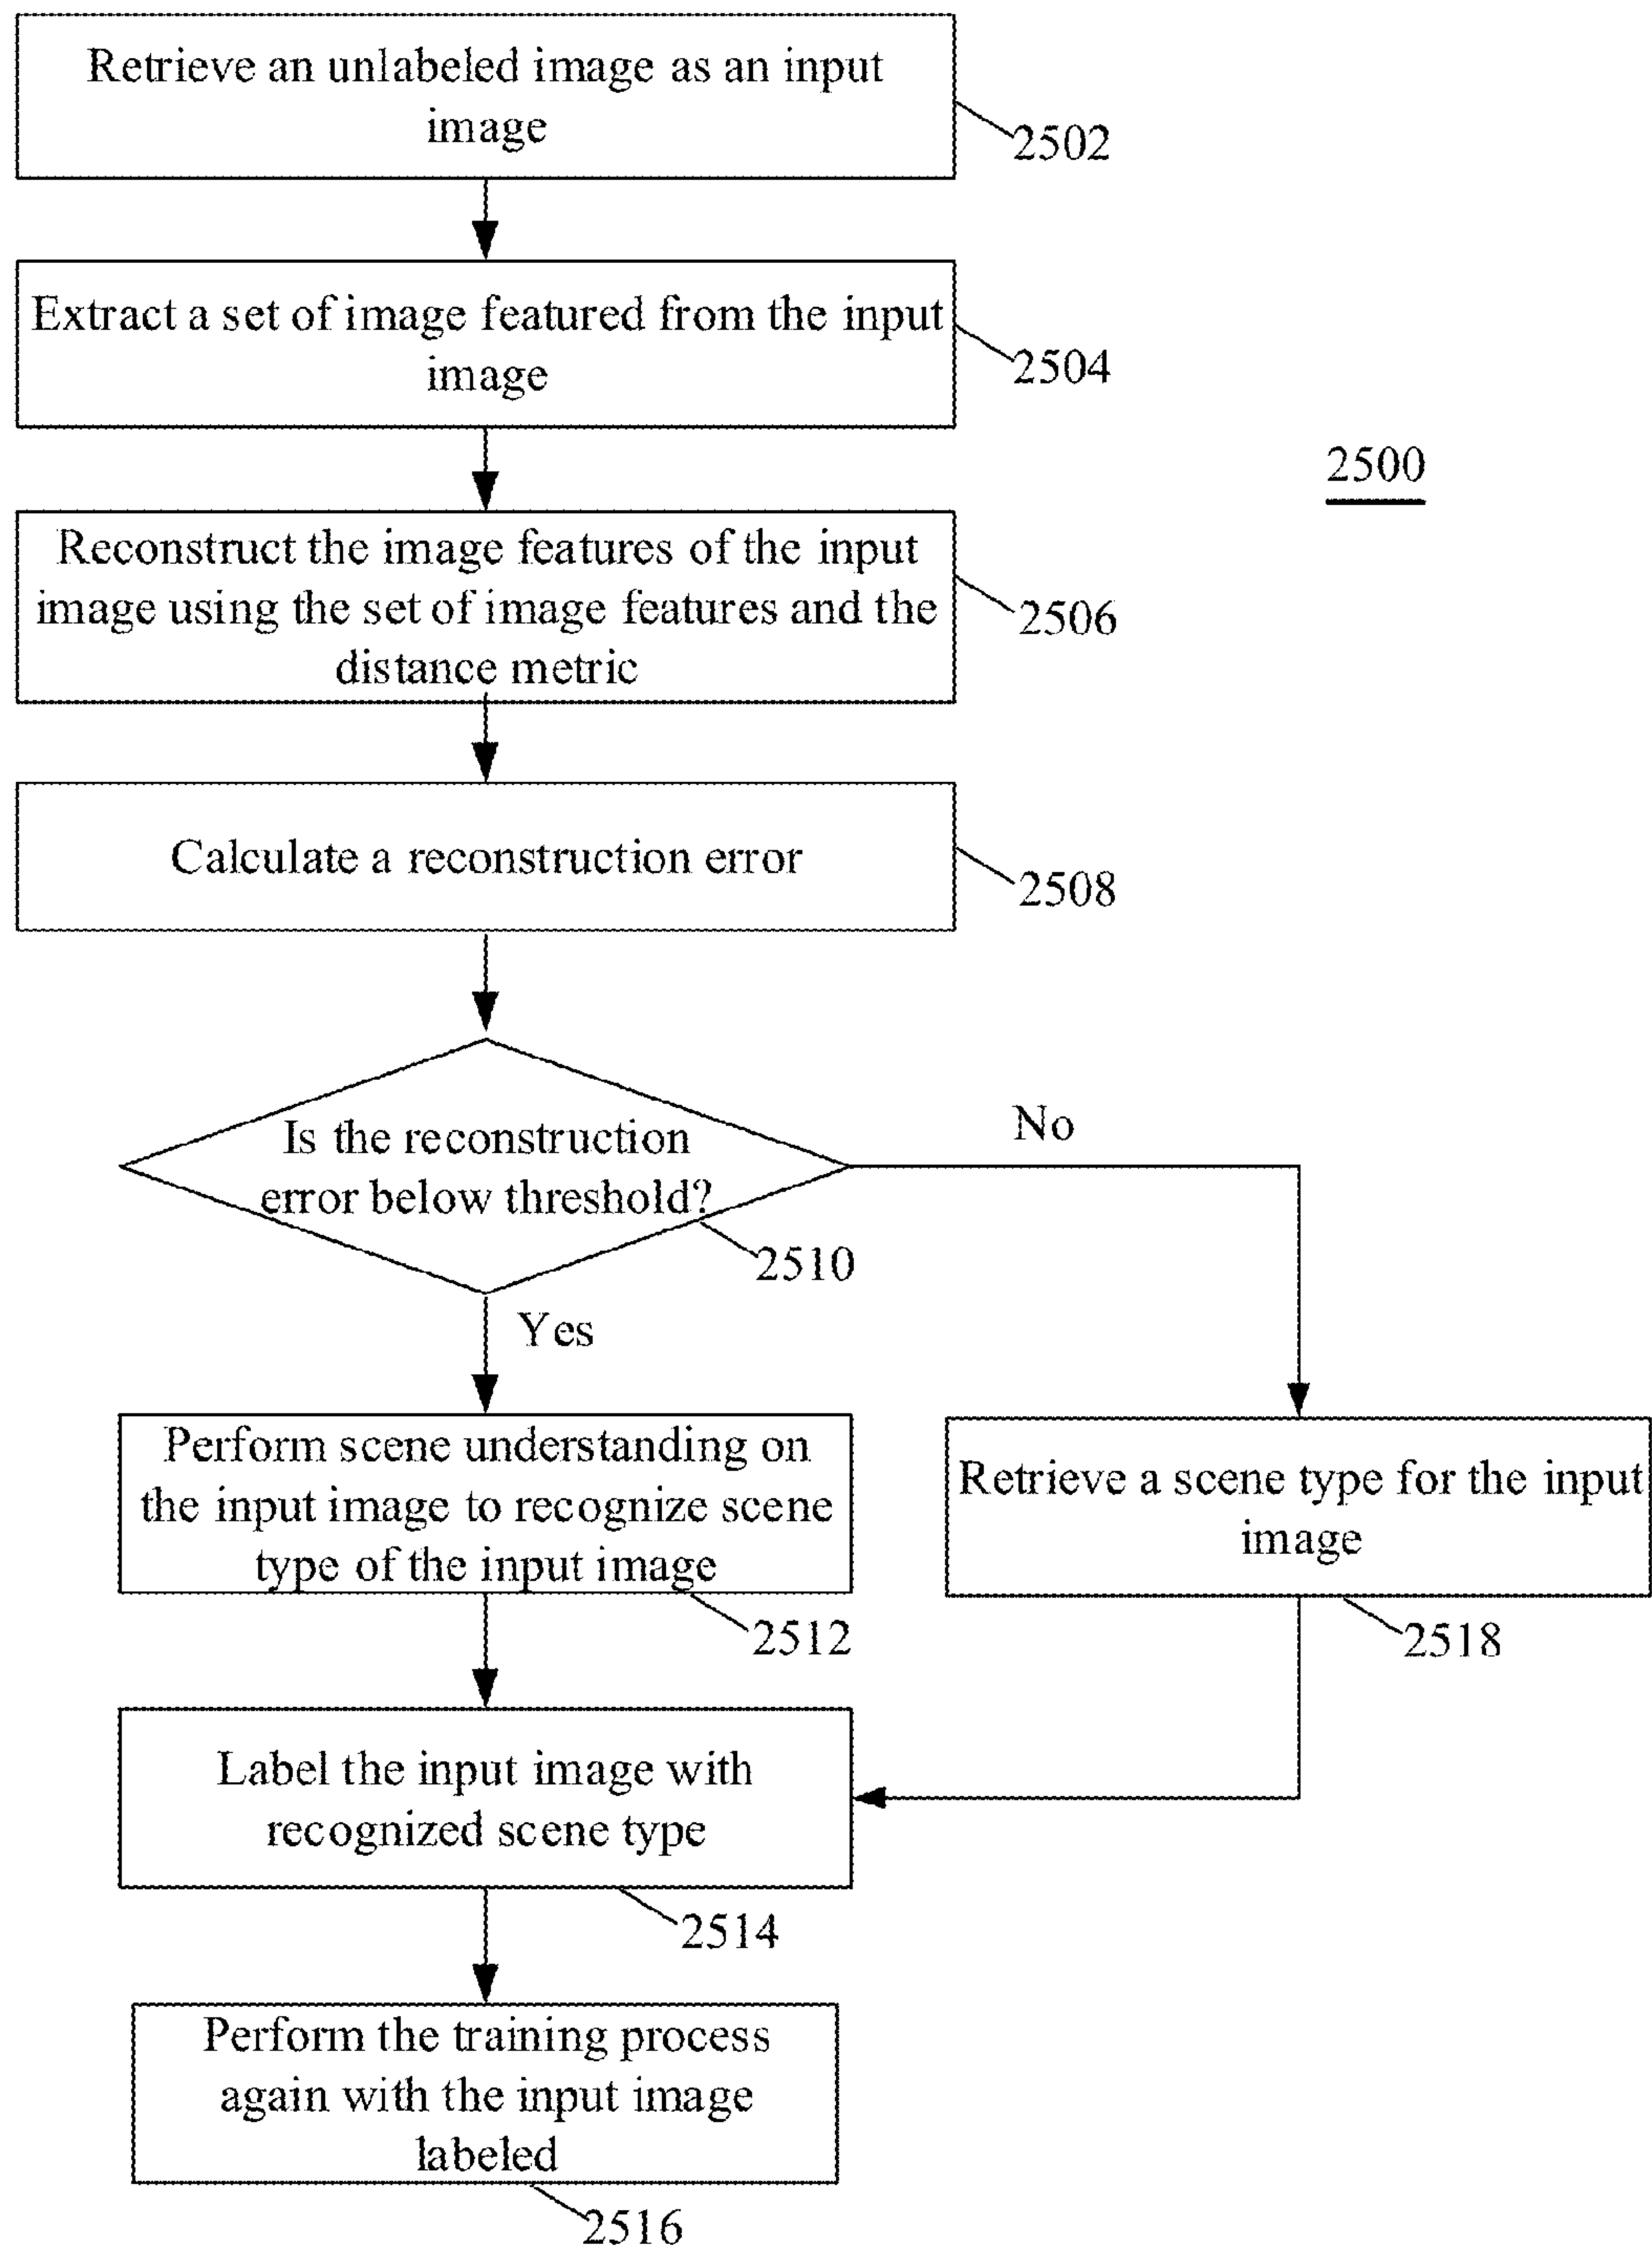 Retrieve an unlabeled image as an input
image
2502
Extract a set of image featured from the input
image
2504
2500
Reconstruct the image features of the input
image using the set of image features and the
distance metric
2506
Calculate a reconstruction error
2508
Is the reconstruction
error below threshold?
2510
No
Yes
Perform scene understanding on
the input image to recognize scene
type of the input image
2512
Retrieve a scene type for the input
image
2518
Label the input image with
recognized scene type
2514
Perform the training process
again with the input image
labeled
2516